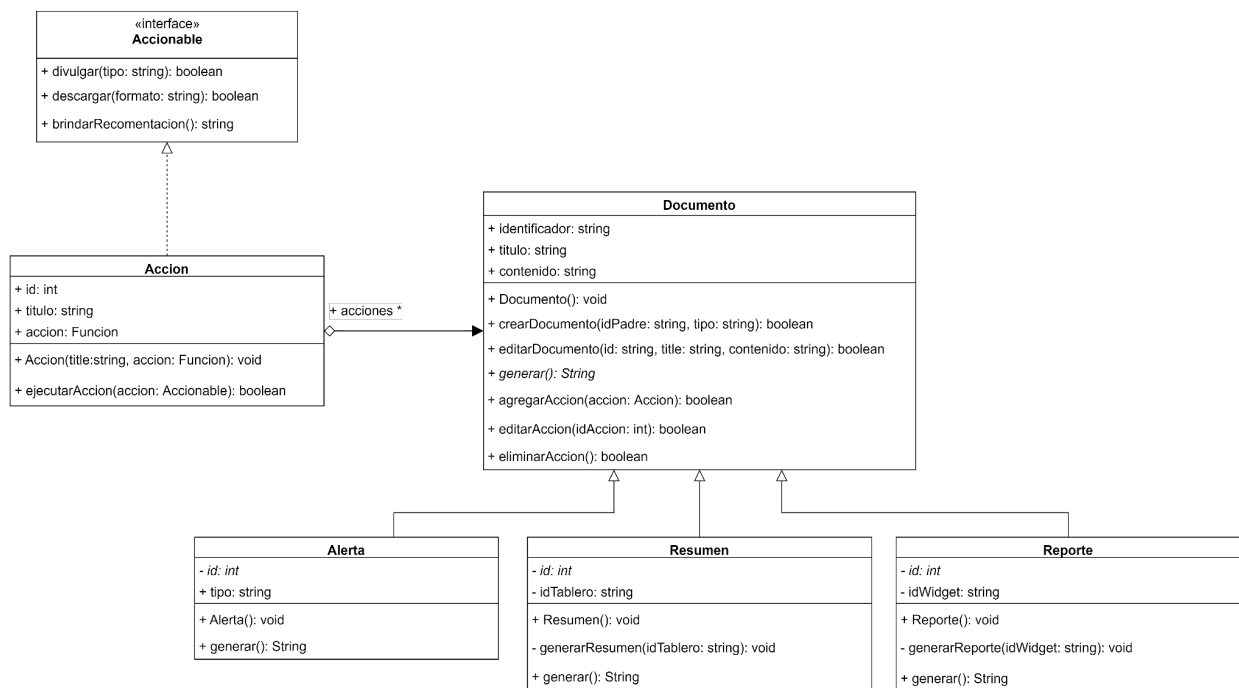 «interface»
Accionable
+ divulgar(tipo: string): boolean
+ descargar(formato: string): boolean
+ brindarRecomentacion(): string
Accion
+ id: int
+ titulo: string
+ accion: Funcion
+ Accion(title:string, accion: Funcion): void
+ ejecutarAccion(accion: Accionable): boolean
+ acciones *
Documento
+ identificador: string
+ titulo: string
+ contenido: string
+ Documento(): void
+ crearDocumento(idPadre: string, tipo: string): boolean
+ editarDocumento(id: string, title: string, contenido: string): boolean
+ generar(): String
+ agregarAccion(accion: Accion): boolean
+ editarAccion(idAccion: int): boolean
+ eliminarAccion(): boolean
Alerta
- id: int
+ tipo: string
+ Alerta(): void
+ generar(): String
Resumen
- id: int
- idTablero: string
+ Resumen(): void
- generarResumen(idTablero: string): void
+ generar(): String
Reporte
- id: int
- idWidget: string
+ Reporte(): void
- generarReporte(idWidget: string): void
+ generar(): String